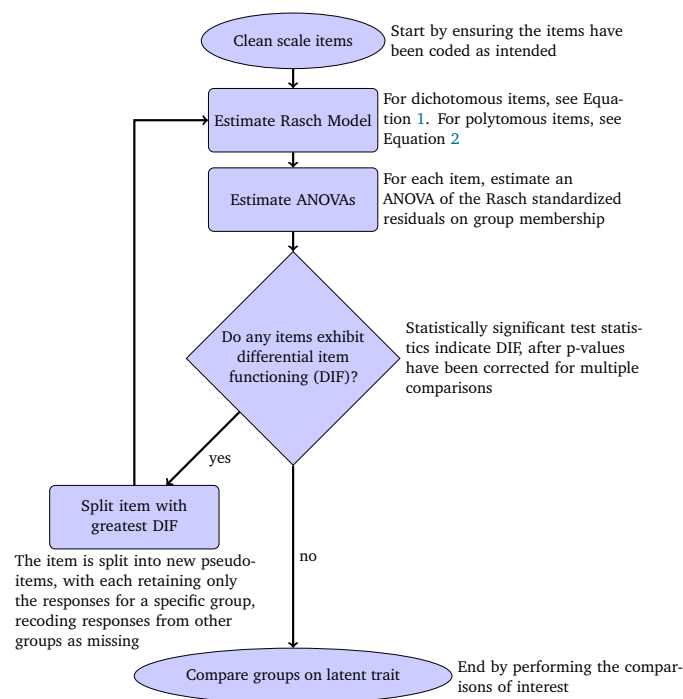 Clean scale items
Start by ensuring the items have
been coded as intended
Estimate Rasch Model
For dichotomous items, see Equa-
tion 1. For polytomous items, see
Equation 2
Estimate ANOVAs
For each item, estimate an
ANOVA of the Rasch standardized
residuals on group membership
Do any items exhibit
differential item
functioning (DIF)?
Statistically significant test statis-
tics indicate DIF, after p-values
have been corrected for multiple
comparisons
yes
Split item with
greatest DIF
The item is split into new pseudo-
items, with each retaining only
the responses for a specific group,
recoding responses from other
groups as missing
no
Compare groups on latent trait
End by performing the compar-
isons of interest